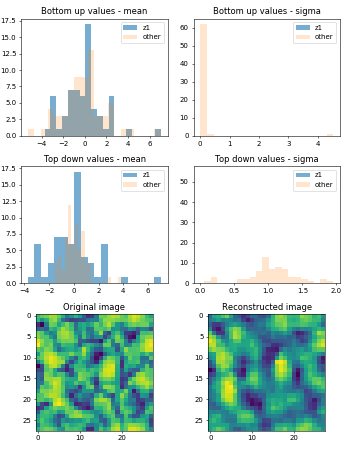 Bottom up values - mean
Bottom up values - sigma
17.5
15.0
12.5
10.0
7.5
5.0
2.5
0.0
−4 −2 0 2 4 6
z1
other
60
50
40
30
20
10
0
0 1 2 3 4
z1
other
Top down values - mean
Top down values - sigma
17.5
15.0
12.5
10.0
7.5
5.0
2.5
0.0
−4 −2 0 2 4 6
z1
other
50
40
30
20
10
0
0.0 0.5 1.0 1.5 2.0
z1
other
Original image
Reconstructed image
0
5
10
15
20
25
0 10 20
0
5
10
15
20
25
0 10 20